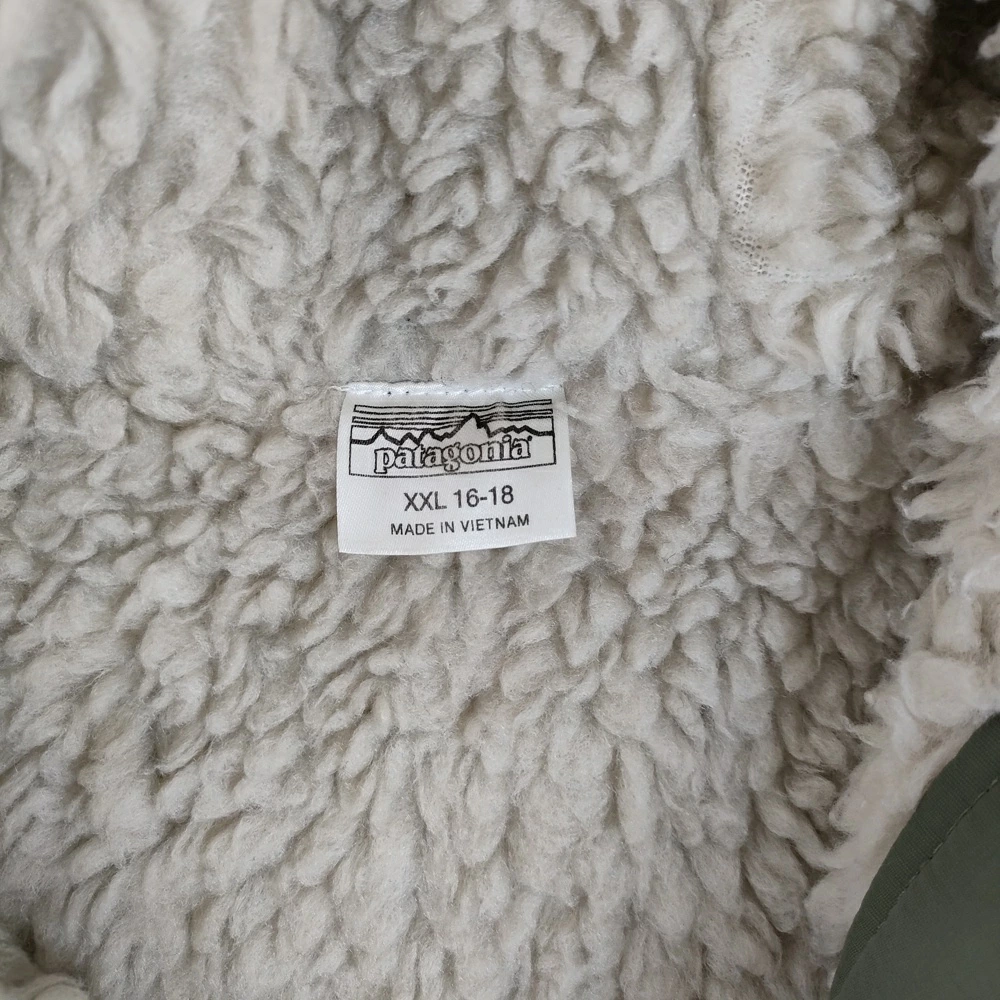 patagonia
XXL 16-18
MADE IN VIETNAM